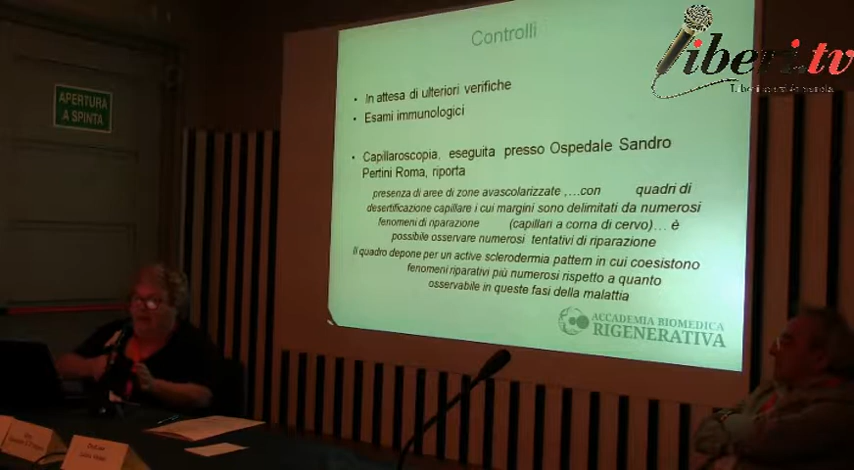 Controlli
liberi.tv
APERTURA
A SPINTA
• In attesa di ulteriori verifiche
• Esami immunologici
• Capillaroscopia, eseguita presso Ospedale Sandro
Pertini Roma, riporta
presenza di aree di zone avascolarizzate ,…con quadri di
desertificazione capillare i cui margini sono delimitati da numerosi
fenomeni di riparazione (capillari a corna di cervo)… è
possibile osservare numerosi tentativi di riparazione
Il quadro depone per un active sclerodermia pattern in cui coesistono
fenomeni riparativi più numerosi rispetto a quanto
osservabile in queste fasi della malattia
ACCADEMIA BIOMEDICA
RIGENERATIVA